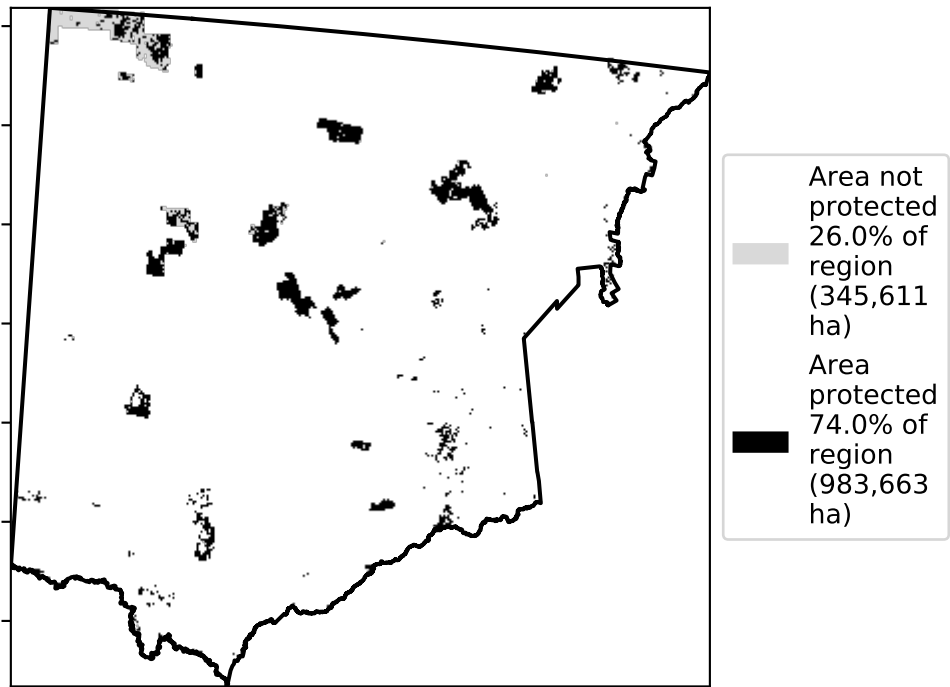 Area not
protected
26.0% of
region
(345,611
ha)
Area
protected
74.0% of
region
(983,663
ha)